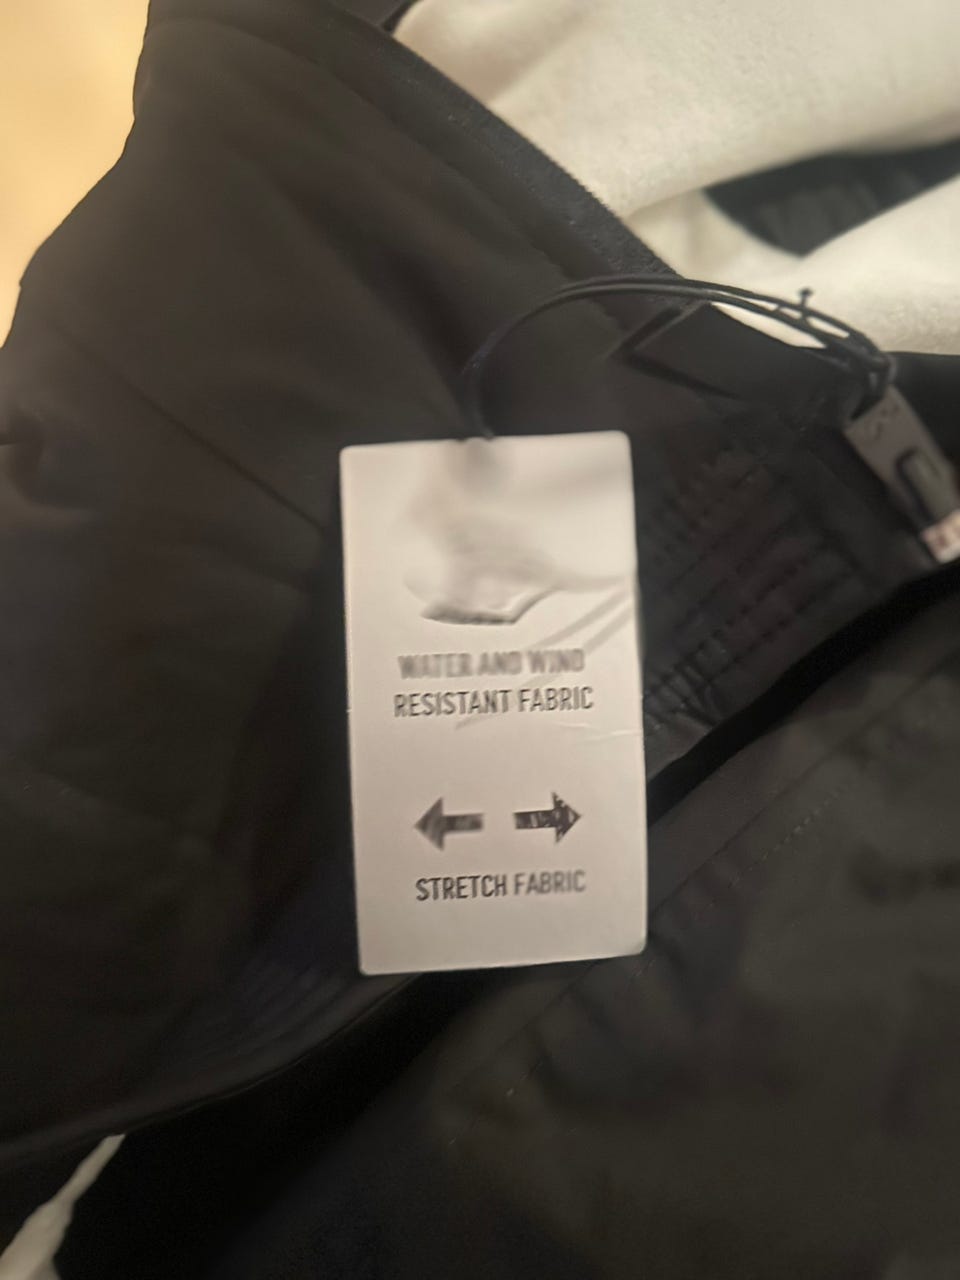 WATER AND WIND
RESISTANT FABRIC
STRETCH FABRIC